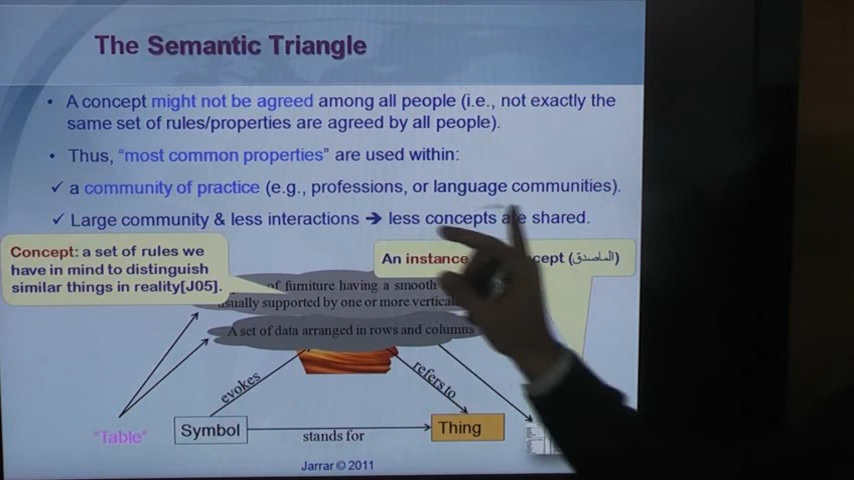 The Semantic Triangle
• A concept might not be agreed among all people (i.e., not exactly the
same set of rules/properties are agreed by all people).
• Thus, "most common properties" are used within:
✓ a community of practice (e.g., professions, or language communities).
✓ Large community & less interactions ➔ less concepts are shared.
Concept: a set of rules we
have in mind to distinguish
similar things in reality[J05].
An instance cept (الماصدق)
of furniture having a smooth
usually supported by one or more vertical
A set of data arranged in rows and columns
evokes
refers to
"Table"
Symbol
stands for
Thing
Jarrar © 2011